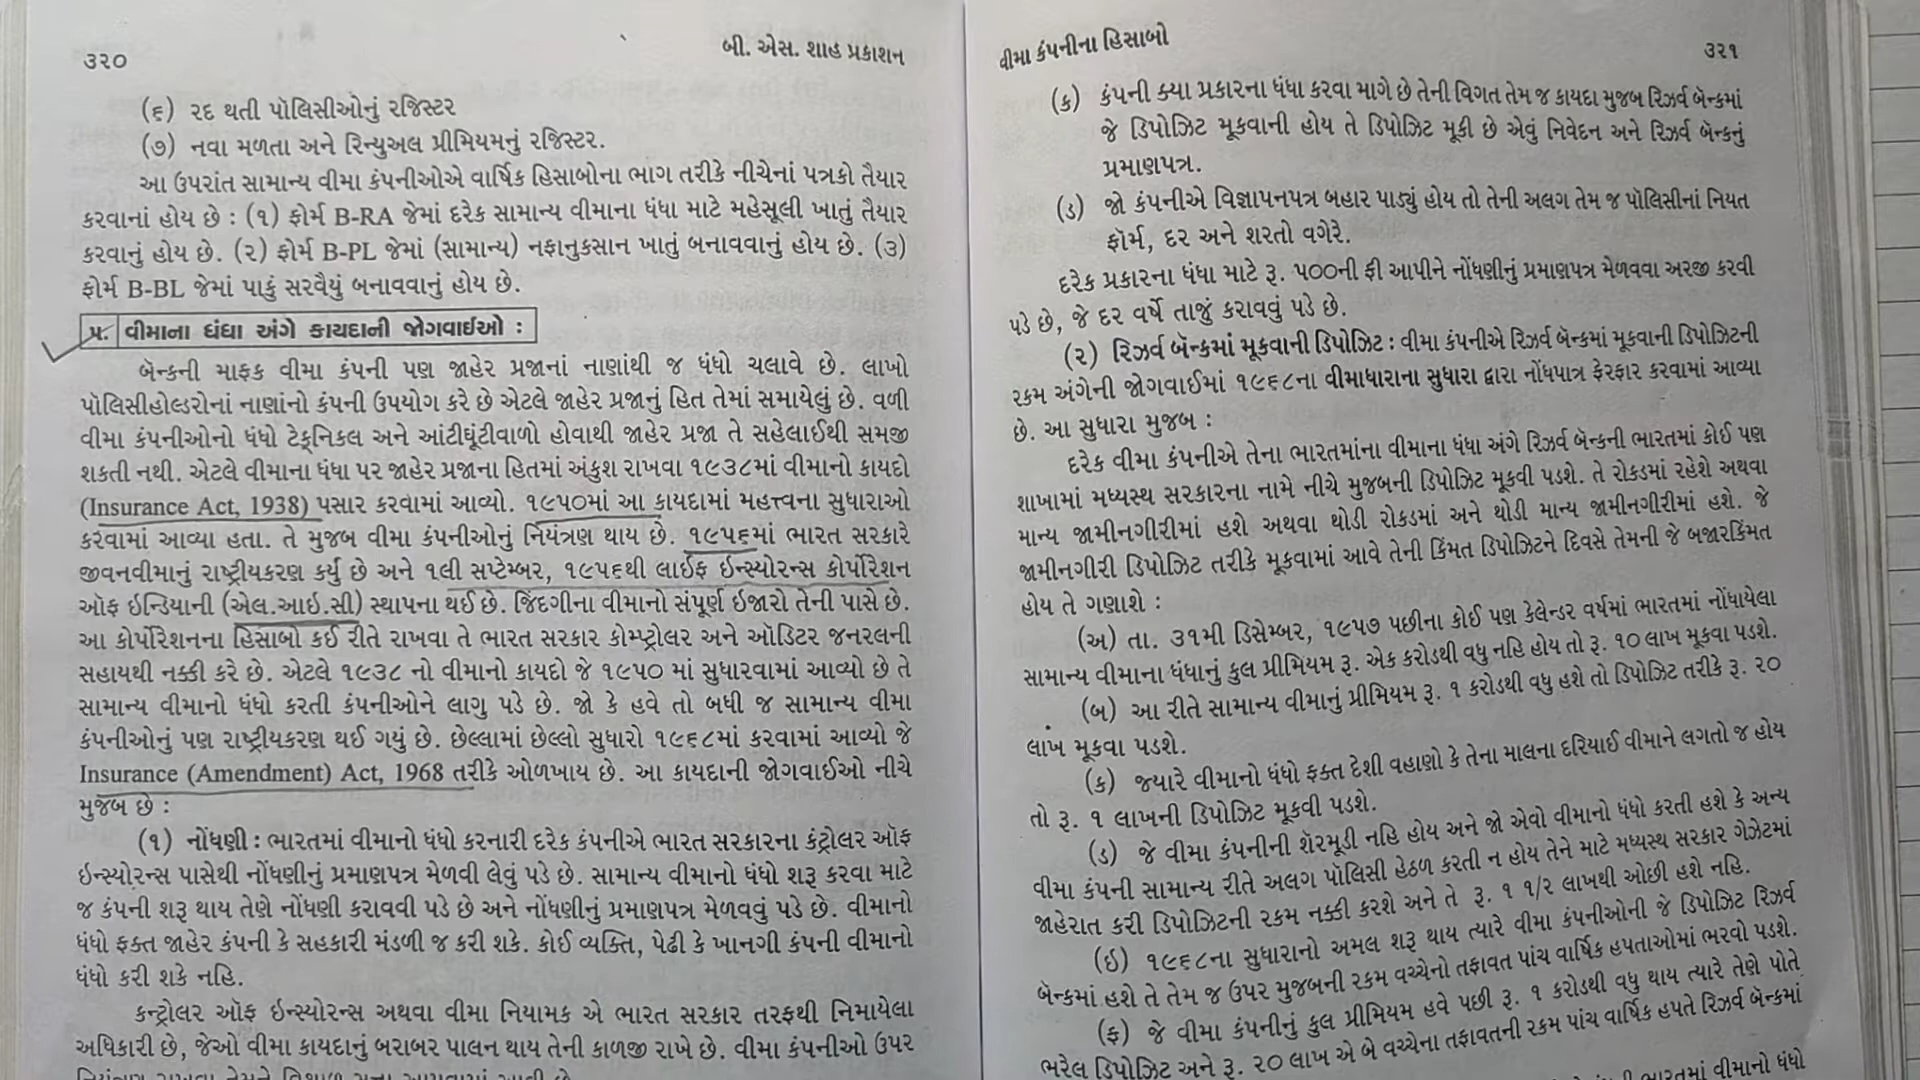 ૩૨૦
બી. એસ. શાહ પ્રકાશન
(૬) રદ થતી પૉલિસીઓનું રજિસ્ટર
(૭) નવા મળતા અને રિન્યુઅલ પ્રીમિયમનું રજિસ્ટર.
આ ઉપરાંત સામાન્ય વીમા કંપનીઓએ વાર્ષિક હિસાબોના ભાગ તરીકે નીચેનાં પત્રકો તૈયાર
કરવાનાં હોય છે : (૧) ફોર્મ B-RA જેમાં દરેક સામાન્ય વીમાના ધંધા માટે મહેસૂલી ખાતું તૈયાર
કરવાનું હોય છે. (૨) ફોર્મ B-PL જેમાં (સામાન્ય) નફાનુકસાન ખાતું બનાવવાનું હોય છે. (૩)
ફોર્મ B-BL જેમાં પાકું સરવૈયું બનાવવાનું હોય છે.
પ્ર. વીમાના ધંધા અંગે કાયદાની જોગવાઈઓ :
બૅન્કની માફક વીમા કંપની પણ જાહેર પ્રજાનાં નાણાંથી જ ધંધો ચલાવે છે. લાખો
પૉલિસીહોલ્ડરોનાં નાણાંનો કંપની ઉપયોગ કરે છે એટલે જાહેર પ્રજાનું હિત તેમાં સમાયેલું છે. વળી
વીમા કંપનીઓનો ધંધો ટેક્નિકલ અને આંટીઘૂંટીવાળો હોવાથી જાહેર પ્રજા તે સહેલાઈથી સમજી
શકતી નથી. એટલે વીમાના ધંધા પર જાહેર પ્રજાના હિતમાં અંકુશ રાખવા ૧૯૩૮માં વીમાનો કાયદો
(Insurance Act, 1938) પસાર કરવામાં આવ્યો. ૧૯૫૦માં આ કાયદામાં મહત્ત્વના સુધારાઓ
કરવામાં આવ્યા હતા. તે મુજબ વીમા કંપનીઓનું નિયંત્રણ થાય છે. ૧૯૫૬માં ભારત સરકારે
જીવનવીમાનું રાષ્ટ્રીયકરણ કર્યું છે અને ૧લી સપ્ટેમ્બર, ૧૯૫૬થી લાઈફ ઇન્સ્યોરન્સ કોર્પોરેશન
ઑફ ઇન્ડિયાની (એલ.આઇ.સી) સ્થાપના થઈ છે. જિંદગીના વીમાનો સંપૂર્ણ ઇજારો તેની પાસે છે.
આ કોર્પોરેશનના હિસાબો કઈ રીતે રાખવા તે ભારત સરકાર કોમ્પ્ટ્રોલર અને ઑડિટર જનરલની
સહાયથી નક્કી કરે છે. એટલે ૧૯૩૮ નો વીમાનો કાયદો જે ૧૯૫૦ માં સુધારવામાં આવ્યો છે તે
સામાન્ય વીમાનો ધંધો કરતી કંપનીઓને લાગુ પડે છે. જો કે હવે તો બધી જ સામાન્ય વીમા
કંપનીઓનું પણ રાષ્ટ્રીયકરણ થઈ ગયું છે. છેલ્લામાં છેલ્લો સુધારો ૧૯૬૮માં કરવામાં આવ્યો જે
Insurance (Amendment) Act, 1968 તરીકે ઓળખાય છે. આ કાયદાની જોગવાઈઓ નીચે
મુજબ છે :
(૧) નોંધણી : ભારતમાં વીમાનો ધંધો કરનારી દરેક કંપનીએ ભારત સરકારના કંટ્રોલર ઑફ
ઇન્સ્યોરન્સ પાસેથી નોંધણીનું પ્રમાણપત્ર મેળવી લેવું પડે છે. સામાન્ય વીમાનો ધંધો શરૂ કરવા માટે
જ કંપની શરૂ થાય તેણે નોંધણી કરાવવી પડે છે અને નોંધણીનું પ્રમાણપત્ર મેળવવું પડે છે. વીમાનો
ધંધો ફક્ત જાહેર કંપની કે સહકારી મંડળી જ કરી શકે. કોઈ વ્યક્તિ, પેઢી કે ખાનગી કંપની વીમાનો
ધંધો કરી શકે નહિ.
કન્ટ્રોલર ઑફ ઇન્સ્યોરન્સ અથવા વીમા નિયામક એ ભારત સરકાર તરફથી નિમાયેલા
અધિકારી છે, જેઓ વીમા કાયદાનું બરાબર પાલન થાય તેની કાળજી રાખે છે. વીમા કંપનીઓ ઉપર
વીમા કંપનીના હિસાબો
૩૨૧
(ક) કંપની ક્યા પ્રકારના ધંધા કરવા માગે છે તેની વિગત તેમ જ કાયદા મુજબ રિઝર્વ બૅન્કમાં
જે ડિપોઝિટ મૂકવાની હોય તે ડિપોઝિટ મૂકી છે એવું નિવેદન અને રિઝર્વ બૅન્કનું
પ્રમાણપત્ર.
(ડ) જો કંપનીએ વિજ્ઞાપનપત્ર બહાર પાડ્યું હોય તો તેની અલગ તેમ જ પૉલિસીનાં નિયત
ફૉર્મ, દર અને શરતો વગેરે.
દરેક પ્રકારના ધંધા માટે રૂ. ૫૦૦ની ફી આપીને નોંધણીનું પ્રમાણપત્ર મેળવવા અરજી કરવી
પડે છે, જે દર વર્ષે તાજું કરાવવું પડે છે.
(૨) રિઝર્વ બૅન્કમાં મૂકવાની ડિપોઝિટ : વીમા કંપનીએ રિઝર્વ બૅન્કમાં મૂકવાની ડિપોઝિટની
રકમ અંગેની જોગવાઈમાં ૧૯૬૮ના વીમાધારાના સુધારા દ્વારા નોંધપાત્ર ફેરફાર કરવામાં આવ્યા
છે. આ સુધારા મુજબ :
દરેક વીમા કંપનીએ તેના ભારતમાંના વીમાના ધંધા અંગે રિઝર્વ બૅન્કની ભારતમાં કોઈ પણ
શાખામાં મધ્યસ્થ સરકારના નામે નીચે મુજબની ડિપોઝિટ મૂકવી પડશે. તે રોકડમાં રહેશે અથવા
માન્ય જામીનગીરીમાં હશે અથવા થોડી રોકડમાં અને થોડી માન્ય જામીનગીરીમાં હશે. જે
જામીનગીરી ડિપોઝિટ તરીકે મૂકવામાં આવે તેની કિંમત ડિપોઝિટને દિવસે તેમની જે બજારકિંમત
હોય તે ગણાશે :
(અ) તા. ૩૧મી ડિસેમ્બર, ૧૯૫૭ પછીના કોઈ પણ કેલેન્ડર વર્ષમાં ભારતમાં નોંધાયેલા
સામાન્ય વીમાના ધંધાનું કુલ પ્રીમિયમ રૂ. એક કરોડથી વધુ નહિ હોય તો રૂ. ૧૦ લાખ મૂકવા પડશે.
(બ) આ રીતે સામાન્ય વીમાનું પ્રીમિયમ રૂ. ૧ કરોડથી વધુ હશે તો ડિપોઝિટ તરીકે રૂ. ૨૦
લાખ મૂકવા પડશે.
(ક) જ્યારે વીમાનો ધંધો ફક્ત દેશી વહાણો કે તેના માલના દરિયાઈ વીમાને લગતો જ હોય
તો રૂ. ૧ લાખની ડિપોઝિટ મૂકવી પડશે.
(ડ) જે વીમા કંપનીની શૅરમૂડી નહિ હોય અને જો એવો વીમાનો ધંધો કરતી હશે કે અન્ય
વીમા કંપની સામાન્ય રીતે અલગ પૉલિસી હેઠળ કરતી ન હોય તેને માટે મધ્યસ્થ સરકાર ગેઝેટમાં
જાહેરાત કરી ડિપોઝિટની રકમ નક્કી કરશે અને તે રૂ. ૧ ૧/૨ લાખથી ઓછી હશે નહિ.
(ઇ) ૧૯૬૮ના સુધારાનો અમલ શરૂ થાય ત્યારે વીમા કંપનીઓની જે ડિપોઝિટ રિઝર્વ
બૅન્કમાં હશે તે તેમ જ ઉપર મુજબની રકમ વચ્ચેનો તફાવત પાંચ વાર્ષિક હપતાઓમાં ભરવો પડશે.
(ફ) જે વીમા કંપનીનું કુલ પ્રીમિયમ હવે પછી રૂ. ૧ કરોડથી વધુ થાય ત્યારે તેણે પોતે
ભરેલ ડિપોઝિટ અને રૂ. ૨૦ લાખ એ બે વચ્ચેના તફાવતની રકમ પાંચ વાર્ષિક હપતે રિઝર્વ બૅન્કમાં
ભારતમાં વીમાનો ધંધો